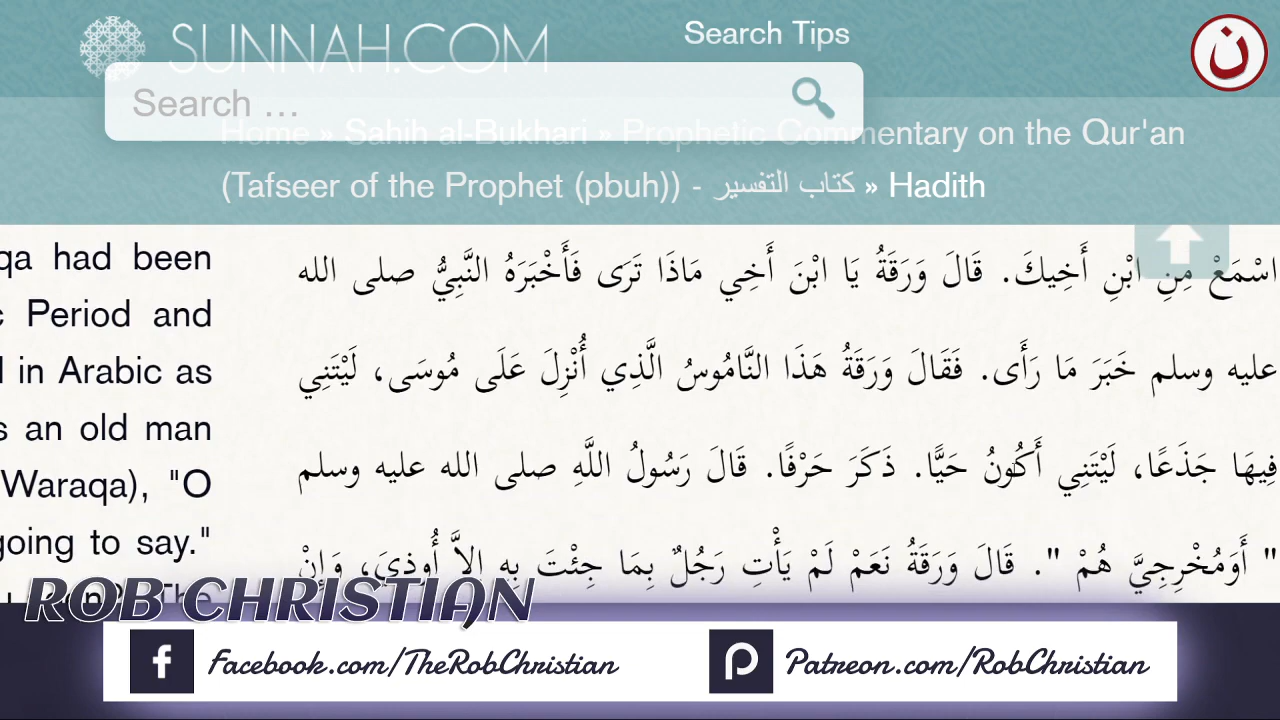 SUNNAH.COM
Search Tips
ن
Search ...
Home » Sahih al-Bukhari » Prophetic Commentary on the Qur'an
(Tafseer of the Prophet (pbuh)) - كتاب التفسير » Hadith
qa had been
Period and
in Arabic as
s an old man
Waraqa), "O
going to say."
The
اسْمَعْ مِنِ ابْنِ أَخِيكَ. قَالَ وَرَقَةُ يَا ابْنَ أَخِي مَاذَا تَرَى فَأَخْبَرَهُ النَّبِيُّ صلى الله
عليه وسلم خَبَرَ مَا رَأَى. فَقَالَ وَرَقَةُ هَذَا النَّامُوسُ الَّذِي أُنْزِلَ عَلَى مُوسَى، لَيْتَنِي
فِيهَا جَذَعًا، لَيْتَنِي أَكُونُ حَيًّا. ذَكَرَ حَرْفًا. قَالَ رَسُولُ اللَّهِ صلى الله عليه وسلم
" أَوَمُخْرِجِيَّ هُمْ ". قَالَ وَرَقَةُ نَعَمْ لَمْ يَأْتِ رَجُلٌ بِمَا جِئْتَ بِهِ إِلاَّ أُوذِيَ، وَإِنْ
ROB CHRISTIAN
Facebook.com/TheRobChristian
Patreon.com/RobChristian